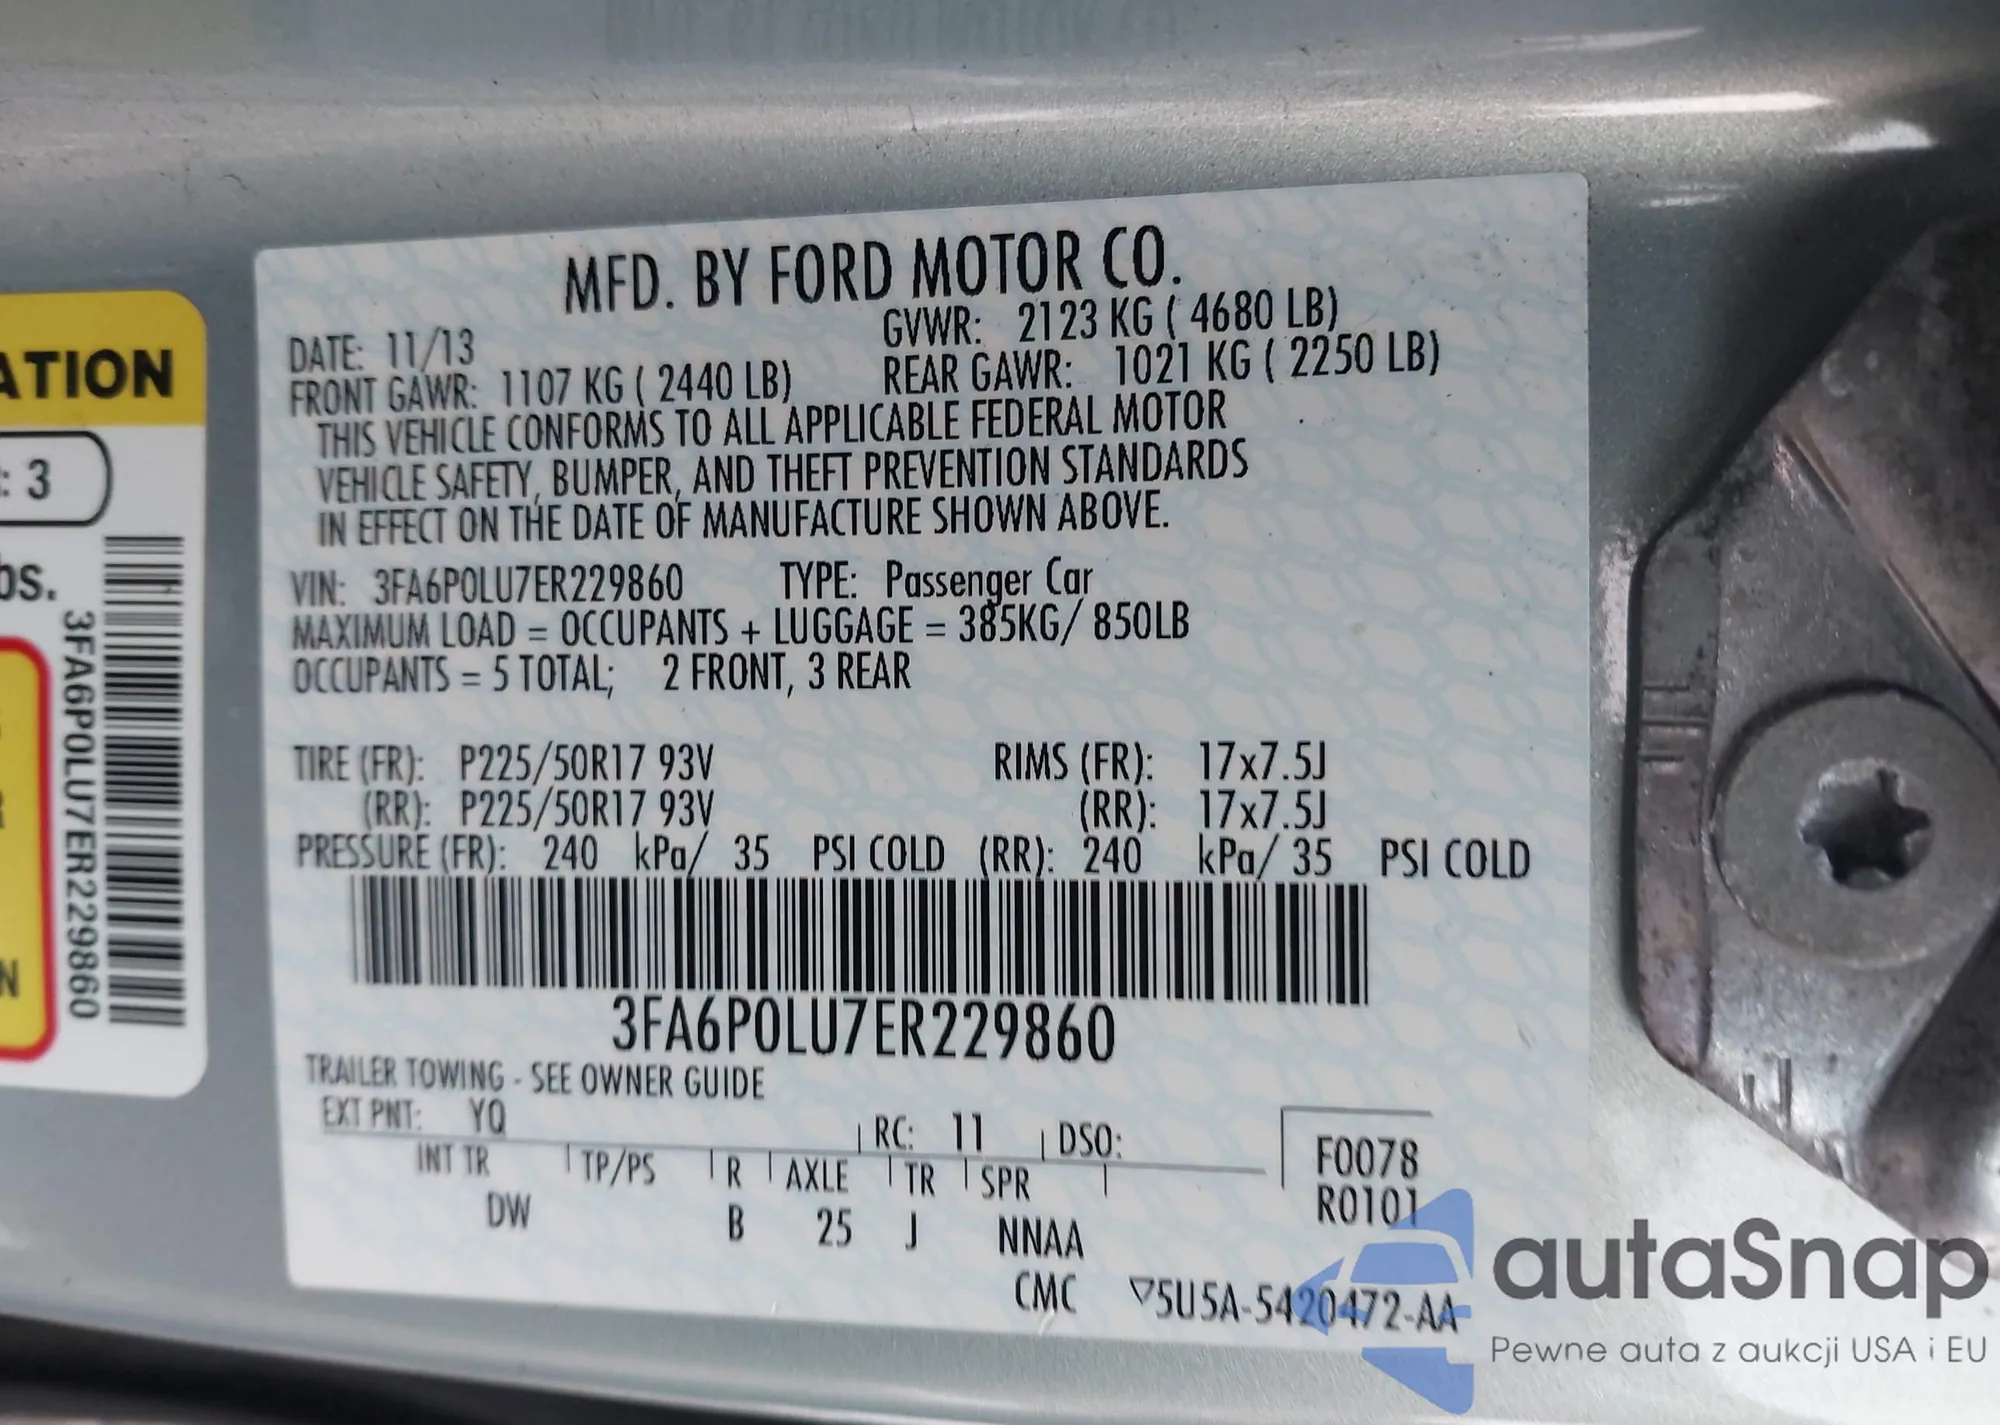 MFD. BY FORD MOTOR CO.
DATE: 11/13 GVWR: 2123 KG ( 4680 LB)
FRONT GAWR: 1107 KG ( 2440 LB) REAR GAWR: 1021 KG ( 2250 LB)
THIS VEHICLE CONFORMS TO ALL APPLICABLE FEDERAL MOTOR
VEHICLE SAFETY, BUMPER, AND THEFT PREVENTION STANDARDS
IN EFFECT ON THE DATE OF MANUFACTURE SHOWN ABOVE.
VIN: 3FA6P0LU7ER229860 TYPE: Passenger Car
MAXIMUM LOAD = OCCUPANTS + LUGGAGE = 385KG/ 850LB
OCCUPANTS = 5 TOTAL; 2 FRONT, 3 REAR
TIRE (FR): P225/50R17 93V RIMS (FR): 17x7.5J
(RR): P225/50R17 93V (RR): 17x7.5J
PRESSURE (FR): 240 kPa/ 35 PSI COLD (RR): 240 kPa/ 35 PSI COLD
3FA6P0LU7ER229860
TRAILER TOWING - SEE OWNER GUIDE
EXT PNT: YQ RC: 11 DSO:
INT TR TP/PS R AXLE TR SPR
DW B 25 J NNAA
F0078
R0101
CMC ▽5U5A-5420472-AA
ATION
: 3
bs.
3FA6P0LU7ER229860
N
autaSnap
Pewne auta z aukcji USA i EU